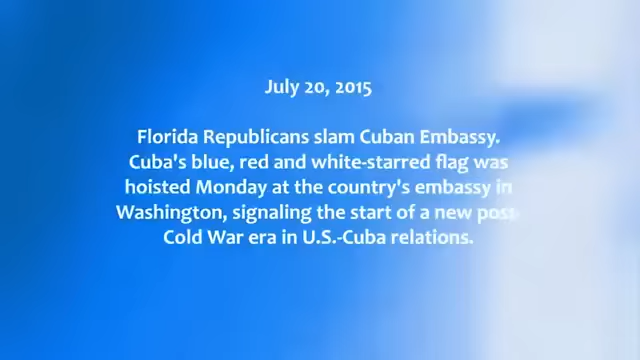 July 20, 2015
Florida Republicans slam Cuban Embassy.
Cuba's blue, red and white-starred flag was
hoisted Monday at the country's embassy in
Washington, signaling the start of a new post-
Cold War era in U.S.-Cuba relations.